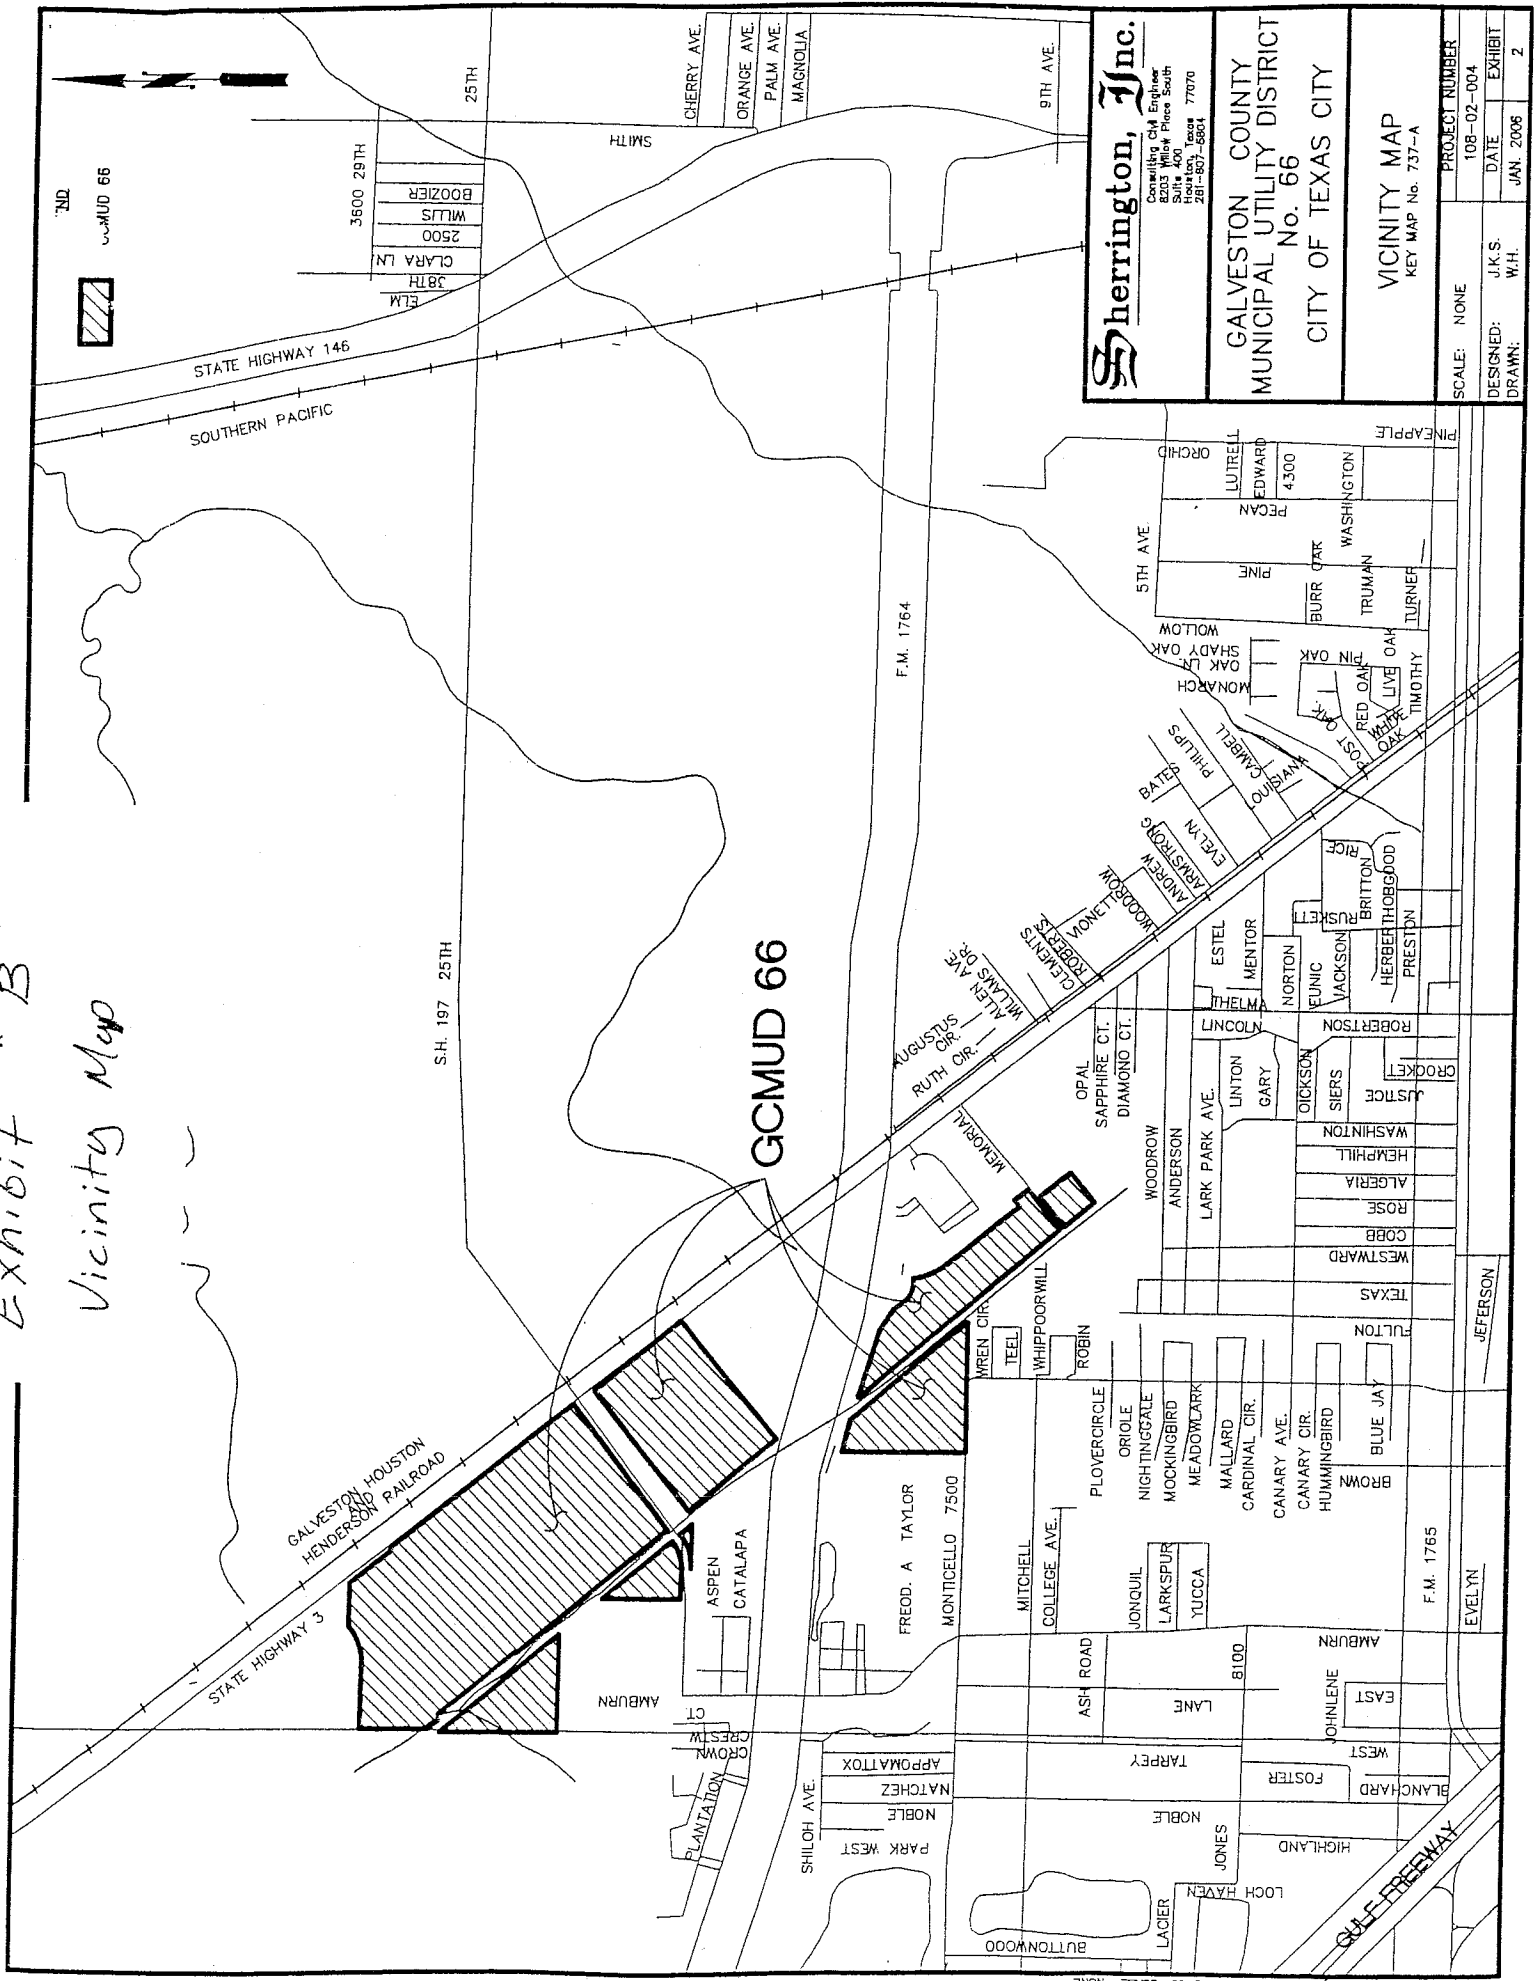 Exhibit "B"
Vicinity Map
GCMUD 66
STATE HIGHWAY 146
SOUTHERN PACIFIC
3600 29TH
25TH
BOOZIER
WILLIS
2500
CLARA LN
38TH
ELM
SMITH
CHERRY AVE.
ORANGE AVE.
PALM AVE.
MAGNOLIA
9TH AVE.
S.H. 197 25TH
F.M. 1764
GALVESTON HOUSTON
AND
HENDERSON RAILROAD
STATE HIGHWAY 3
AMBURN
ASPEN
CATALAPA
CT.
CRESTW
CROWN
PLANTATION
SHILOH AVE.
APPOMATTOX
NATCHEZ
NOBLE
PARK WEST
FREOD. A TAYLOR
MONTICELLO 7500
MITCHELL
COLLEGE AVE.
ASH ROAD
JONQUIL
LARKSPUR
YUCCA
8100
LANE
TARPEY
NOBLE
JONES
LACIER
LOCH HAVEN
BUTTONWOOD
HIGHLAND
FOSTER
BLANCHARD
WEST
EAST
JOHNLENE
AMBURN
GULF FREEWAY
F.M. 1765
EVELYN
JEFERSON
WREN CIR.
TEEL
WHIPPOORWILL
ROBIN
PLOVERCIRCLE
ORIOLE
NIGHTINGGALE
MOCKINGBIRD
MEADOWLARK
MALLARD
CARDINAL CIR.
CANARY AVE.
CANARY CIR.
HUMMINGBIRD
BLUE JAY
BROWN
FULTON
TEXAS
WESTWARD
COBB
ROSE
ALGERIA
HEMPHILL
WASHINTON
JUSTICE
CROCKET
ROBERTSON
MEMORIAL
OPAL
SAPPHIRE CT.
DIAMONO CT.
WOODROW
ANDERSON
LARK PARK AVE.
LINTON
GARY
OICKSON
SIERS
LINCOLN
THELMA
ESTEL
MENTOR
NORTON
EUNIC
JACKSON
RUSKETT
RICE
BRITTON
HERBERTHOBGOOD
PRESTON
AUGUSTUS
CIR.
RUTH CIR.
ALLEN AVE.
WILLAMS DR.
CLEMENTS
ROBERTS
VIONETT
WOODROW
ANDREW
ARMSTRONG
EVELYN
BATES
PHILLIPS
CAMBELL
LOUISIANA
MONARCH
OAK LN.
SHADY OAK
WOLLOW
PIN OAK
POST OAK
RED OAK
WHITE
OAK
LIVE OAK
TIMOTHY
5TH AVE.
PINE
PECAN
ORCHID
LUTRELL
EDWARD
4300
WASHINGTON
BURR OAK
TRUMAN
TURNER
PINEAPPLE
Sherrington, Inc.
Consulting Civil Engineer
8203 Willow Place South
Suite 400
Houston, Texas 77070
281-807-6804
GALVESTON COUNTY
MUNICIPAL UTILITY DISTRICT
No. 66
CITY OF TEXAS CITY
VICINITY MAP
KEY MAP No. 737-A
SCALE: NONE
PROJECT NUMBER
108-02-004
DESIGNED: J.K.S.
DRAWN: W.H.
DATE
JAN. 2006
EXHIBIT
2